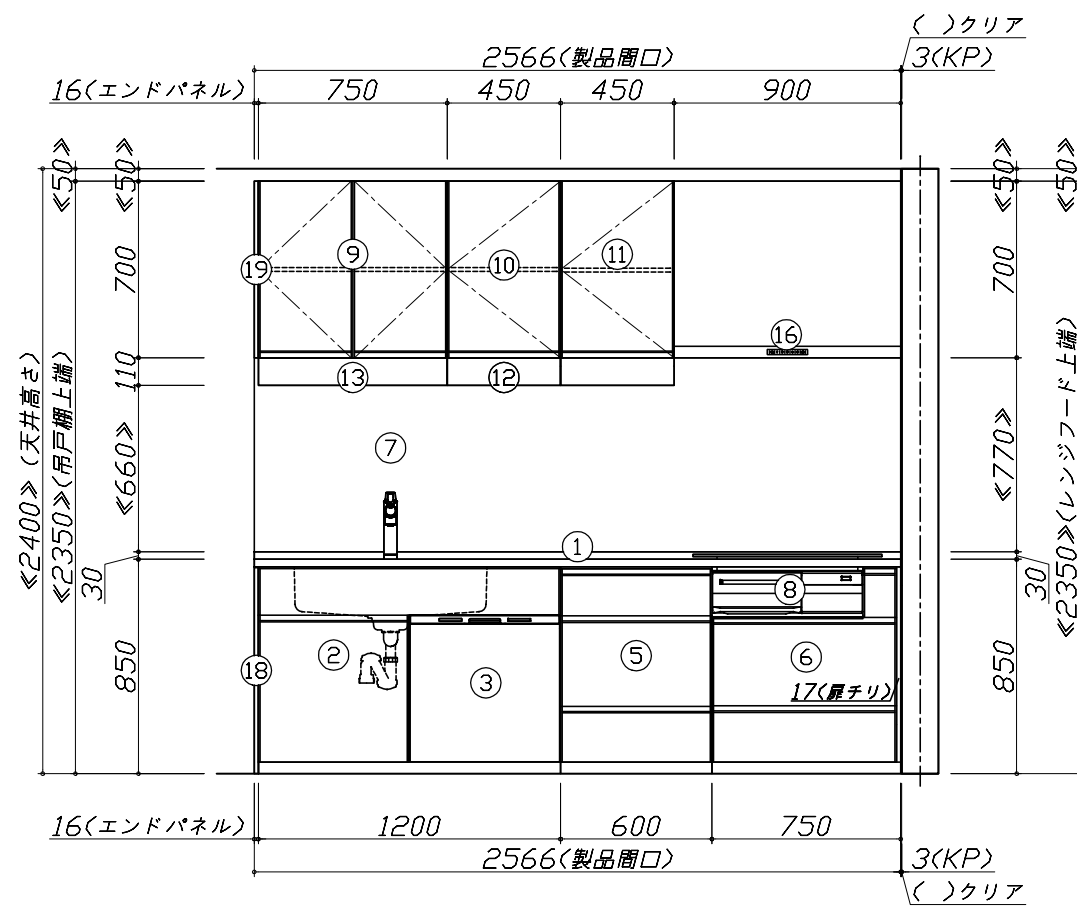 ( )クリア
2566(製品間口)
3(KP)
16(エンドパネル)
750
450
450
900
≪50≫
≪50≫
≪50≫
≪50≫
700
700
⑨
⑩
⑪
⑲
⑯
110
⑬
⑫
≪2400≫(天井高さ)
≪2350≫(吊戸棚上端)
≪660≫
≪770≫
≪2350≫(レンジフード上端)
⑦
①
30
30
⑧
850
850
②
③
⑤
⑥
⑱
17(扉チリ)
16(エンドパネル)
1200
600
750
2566(製品間口)
3(KP)
( )クリア